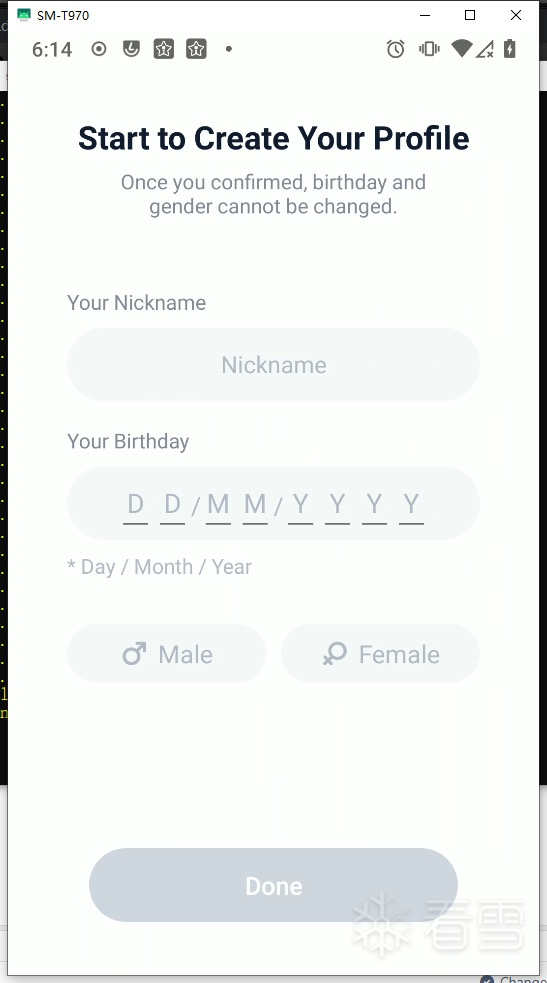 SM-T970
6:14
Start to Create Your Profile
Once you confirmed, birthday and
gender cannot be changed.
Your Nickname
Nickname
Your Birthday
D D / M M / Y Y Y Y
* Day / Month / Year
Male Female
Done
看雪
Change